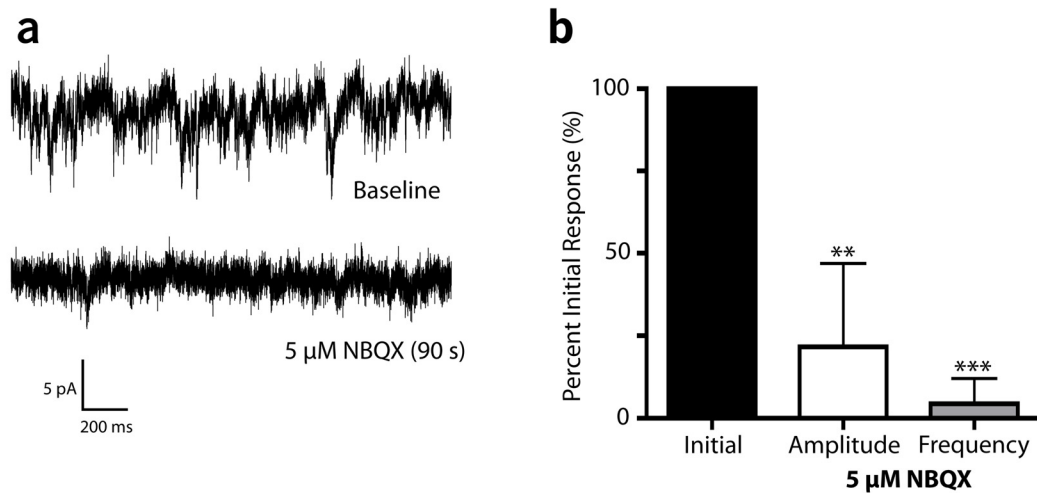 a
Baseline
5 μM NBQX (90 s)
5 pA
200 ms
b
Percent Initial Response (%)
100
50
0
**
***
Initial
Amplitude
Frequency
5 μM NBQX